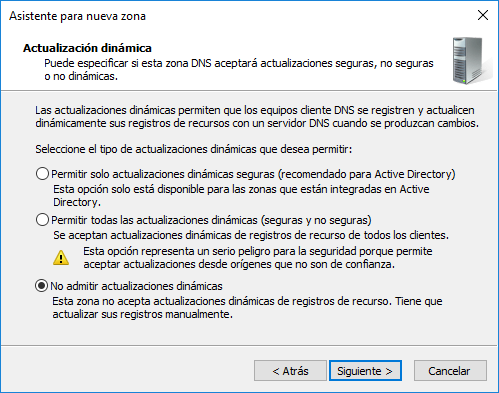 Asistente para nueva zona
Actualización dinámica
Puede especificar si esta zona DNS aceptará actualizaciones seguras, no seguras
o no dinámicas.
Las actualizaciones dinámicas permiten que los equipos cliente DNS se registren y actualicen
dinámicamente sus registros de recursos con un servidor DNS cuando se produzcan cambios.
Seleccione el tipo de actualizaciones dinámicas que desea permitir:
Permitir solo actualizaciones dinámicas seguras (recomendado para Active Directory)
Esta opción solo está disponible para las zonas que están integradas en Active
Directory.
Permitir todas las actualizaciones dinámicas (seguras y no seguras)
Se aceptan actualizaciones dinámicas de registros de recurso de todos los clientes.
Esta opción representa un serio peligro para la seguridad porque permite
aceptar actualizaciones desde orígenes que no son de confianza.
No admitir actualizaciones dinámicas
Esta zona no acepta actualizaciones dinámicas de registros de recurso. Tiene que
actualizar sus registros manualmente.
< Atrás Siguiente > Cancelar